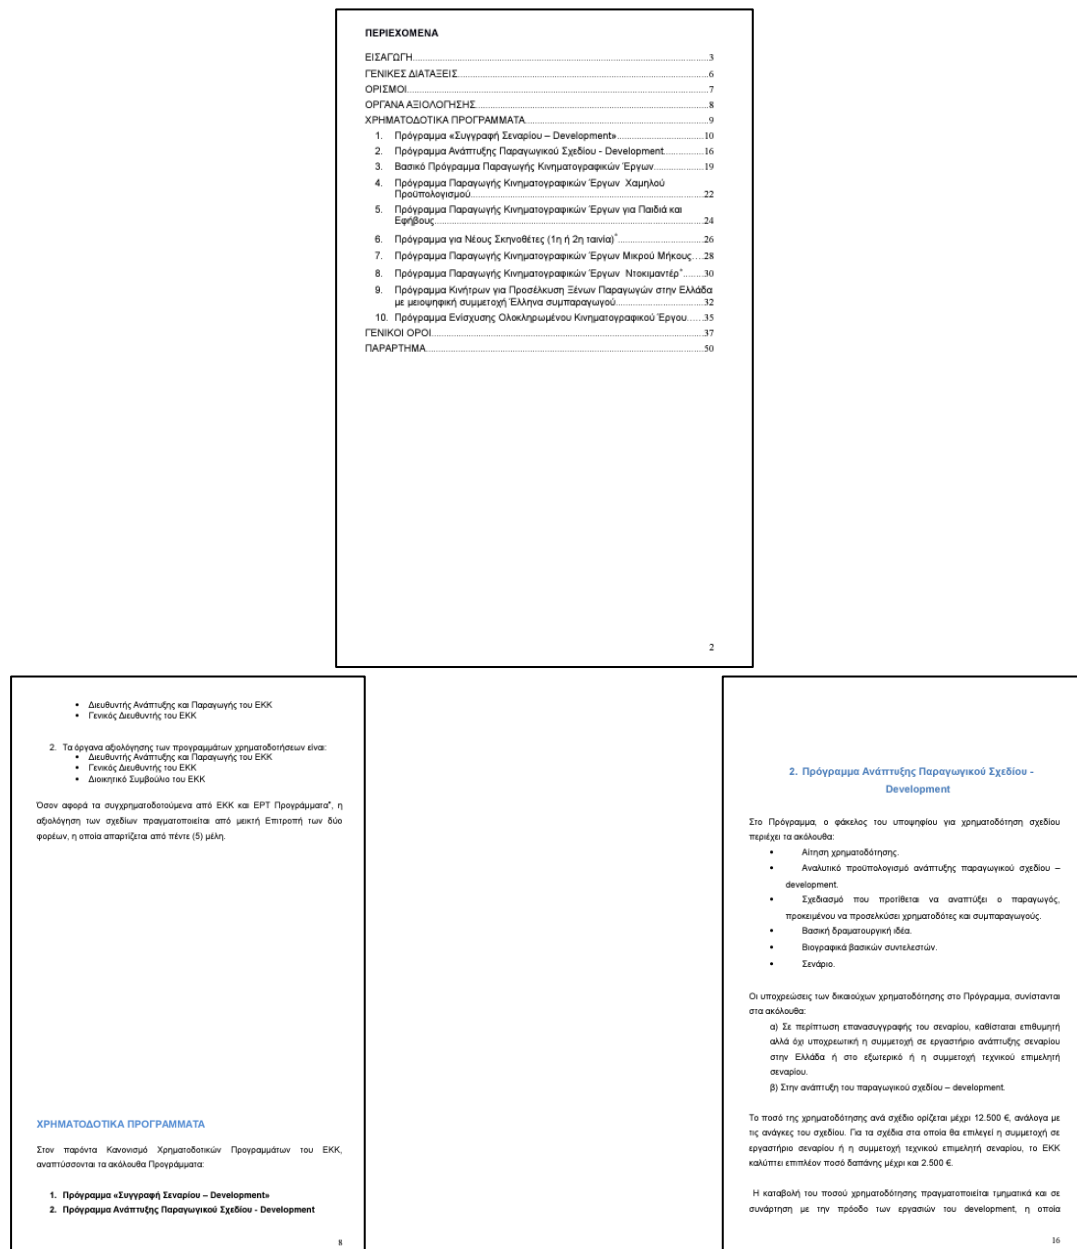 ΠΕΡΙΕΧΟΜΕΝΑ
ΕΙΣΑΓΩΓΗ.....3
ΓΕΝΙΚΕΣ ΔΙΑΤΑΞΕΙΣ.....6
ΟΡΙΣΜΟΙ.....7
ΟΡΓΑΝΑ ΑΞΙΟΛΟΓΗΣΗΣ.....8
ΧΡΗΜΑΤΟΔΟΤΙΚΑ ΠΡΟΓΡΑΜΜΑΤΑ.....9
1. Πρόγραμμα «Συγγραφή Σεναρίου – Development».....10
2. Πρόγραμμα Ανάπτυξης Παραγωγικού Σχεδίου - Development.....16
3. Βασικό Πρόγραμμα Παραγωγής Κινηματογραφικών Έργων.....19
4. Πρόγραμμα Παραγωγής Κινηματογραφικών Έργων Χαμηλού
Προϋπολογισμού.....22
5. Πρόγραμμα Παραγωγής Κινηματογραφικών Έργων για Παιδιά και
Εφήβους.....24
6. Πρόγραμμα για Νέους Σκηνοθέτες (1η ή 2η ταινία)*.....26
7. Πρόγραμμα Παραγωγής Κινηματογραφικών Έργων Μικρού Μήκους....28
8. Πρόγραμμα Παραγωγής Κινηματογραφικών Έργων Ντοκιμαντέρ*.....30
9. Πρόγραμμα Κινήτρων για Προσέλκυση Ξένων Παραγωγών στην Ελλάδα
με μειοψηφική συμμετοχή Έλληνα συμπαραγωγού.....32
10. Πρόγραμμα Ενίσχυσης Ολοκληρωμένου Κινηματογραφικού Έργου......35
ΓΕΝΙΚΟΙ ΟΡΟΙ.....37
ΠΑΡΑΡΤΗΜΑ.....50
2
• Διευθυντής Ανάπτυξης και Παραγωγής του ΕΚΚ
• Γενικός Διευθυντής του ΕΚΚ
2. Τα όργανα αξιολόγησης των προγραμμάτων χρηματοδοτήσεων είναι:
• Διευθυντής Ανάπτυξης και Παραγωγής του ΕΚΚ
• Γενικός Διευθυντής του ΕΚΚ
• Διοικητικό Συμβούλιο του ΕΚΚ
Όσον αφορά τα συγχρηματοδοτούμενα από ΕΚΚ και ΕΡΤ Προγράμματα*, η
αξιολόγηση των σχεδίων πραγματοποιείται από μεικτή Επιτροπή των δύο
φορέων, η οποία απαρτίζεται από πέντε (5) μέλη.
ΧΡΗΜΑΤΟΔΟΤΙΚΑ ΠΡΟΓΡΑΜΜΑΤΑ
Στον παρόντα Κανονισμό Χρηματοδοτικών Προγραμμάτων του ΕΚΚ,
αναπτύσσονται τα ακόλουθα Προγράμματα:
1. Πρόγραμμα «Συγγραφή Σεναρίου – Development»
2. Πρόγραμμα Ανάπτυξης Παραγωγικού Σχεδίου - Development
8
2. Πρόγραμμα Ανάπτυξης Παραγωγικού Σχεδίου -
Development
Στο Πρόγραμμα, ο φάκελος του υποψηφίου για χρηματοδότηση σχεδίου
περιέχει τα ακόλουθα:
• Αίτηση χρηματοδότησης.
• Αναλυτικό προϋπολογισμό ανάπτυξης παραγωγικού σχεδίου –
development.
• Σχεδιασμό που προτίθεται να αναπτύξει ο παραγωγός,
προκειμένου να προσελκύσει χρηματοδότες και συμπαραγωγούς.
• Βασική δραματουργική ιδέα.
• Βιογραφικά βασικών συντελεστών.
• Σενάριο.
Οι υποχρεώσεις των δικαιούχων χρηματοδότησης στο Πρόγραμμα, συνίστανται
στα ακόλουθα:
α) Σε περίπτωση επανασυγγραφής του σεναρίου, καθίσταται επιθυμητή
αλλά όχι υποχρεωτική η συμμετοχή σε εργαστήριο ανάπτυξης σεναρίου
στην Ελλάδα ή στο εξωτερικό ή η συμμετοχή τεχνικού επιμελητή
σεναρίου.
β) Στην ανάπτυξη του παραγωγικού σχεδίου – development.
Το ποσό της χρηματοδότησης ανά σχέδιο ορίζεται μέχρι 12.500 €, ανάλογα με
τις ανάγκες του σχεδίου. Για τα σχέδια στα οποία θα επιλεγεί η συμμετοχή σε
εργαστήριο σεναρίου ή η συμμετοχή τεχνικού επιμελητή σεναρίου, το ΕΚΚ
καλύπτει επιπλέον ποσό δαπάνης μέχρι και 2.500 €.
Η καταβολή του ποσού χρηματοδότησης πραγματοποιείται τμηματικά και σε
συνάρτηση με την πρόοδο των εργασιών του development, η οποία
16